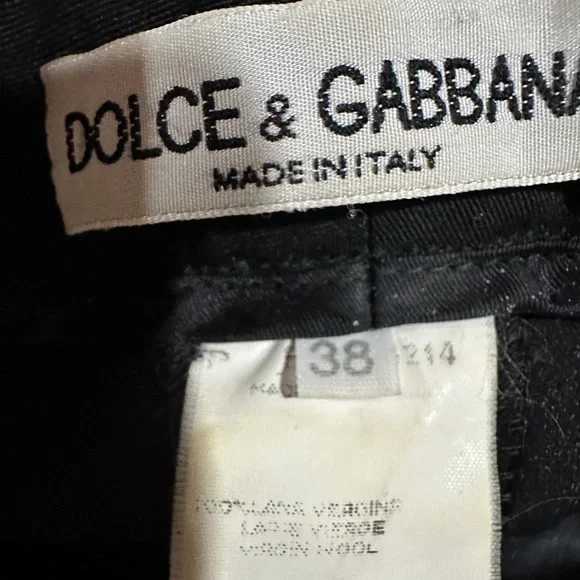 DOLCE & GABBANA
MADE IN ITALY
38 214
100% LANA VERGINE
LAINE VIERGE
VIRGIN WOOL